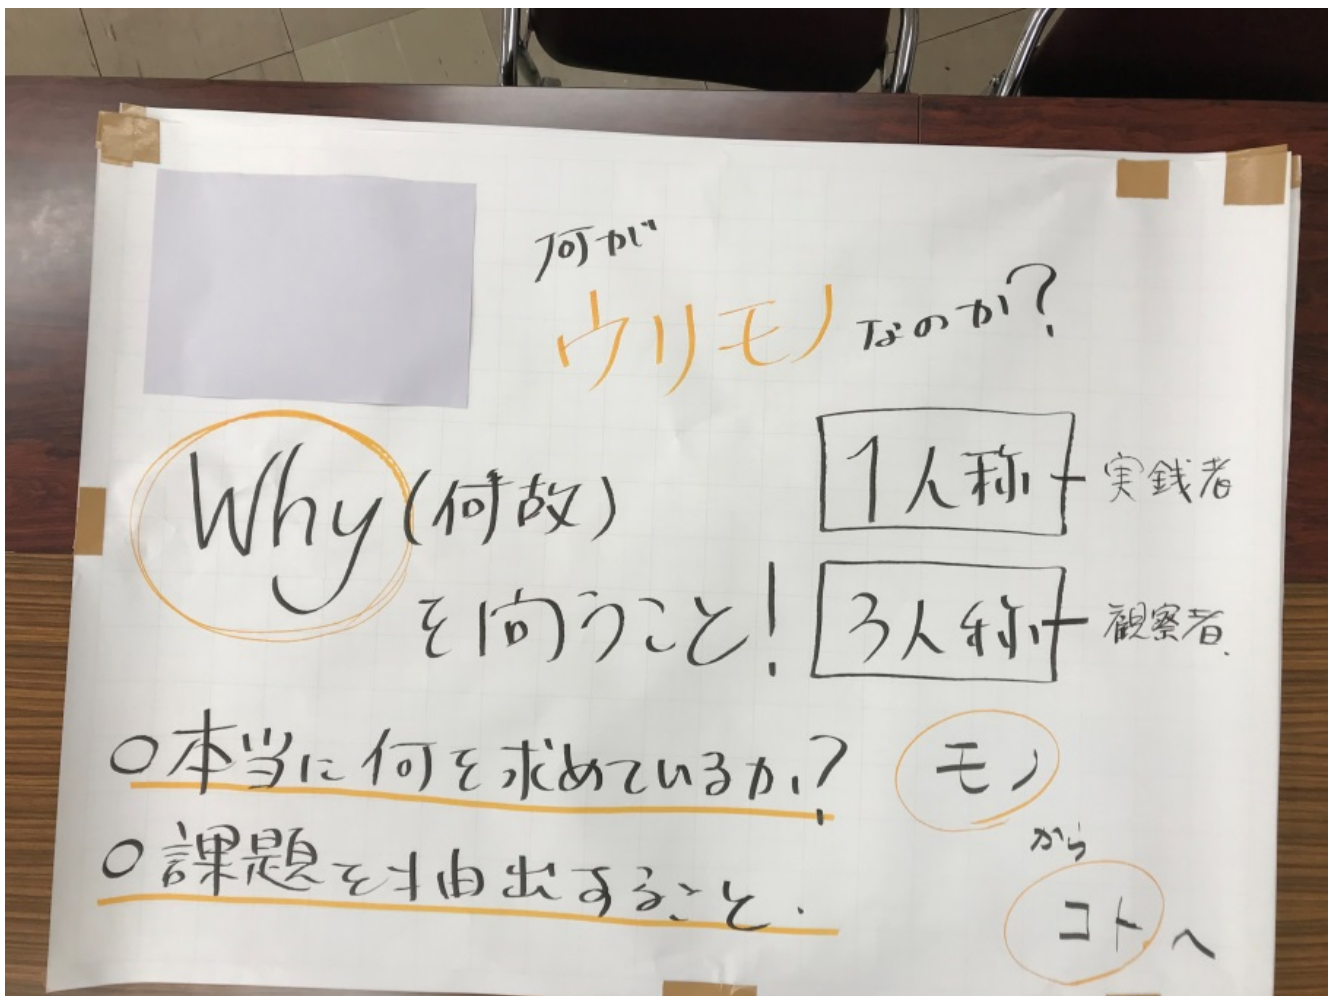 何が
ウリモノなのか?
Why(何故)
を問うこと!
1人称 実践者
3人称 観察者.
○本当に何を求めているか?
○課題を抽出すること.
モノ
から
コトへ